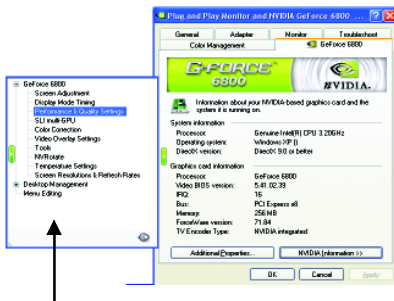 Plug and Play Monitor and NVIDIA GeForce 6800 ...
General Adapter Monitor Troubleshoot
Color Management GeForce 6800
GeForce 6800
Screen Adjustment
Display Mode Timing
Performance & Quality Settings
SLI multi-GPU
Color Correction
Video Overlay Settings
Tools
NVRotate
Temperature Settings
Screen Resolutions & Refresh Rates
Desktop Management
Menu Editing
G-FORCE
6800
NVIDIA.
Information about your NVIDIA-based graphics card and the
system it is running on.
System information
Processor: Genuine Intel(R) CPU 3.20GHz
Operating system: Windows XP ()
DirectX version: DirectX 9.0 or better
Graphics card information
Processor: GeForce 6800
Video BIOS version: 5.41.02.39
IRQ: 16
Bus: PCI Express x8
Memory: 256 MB
ForceWare version: 71.84
TV Encoder Type: NVIDIA integrated
Additional Properties... NVIDIA Information >>
OK Cancel Apply